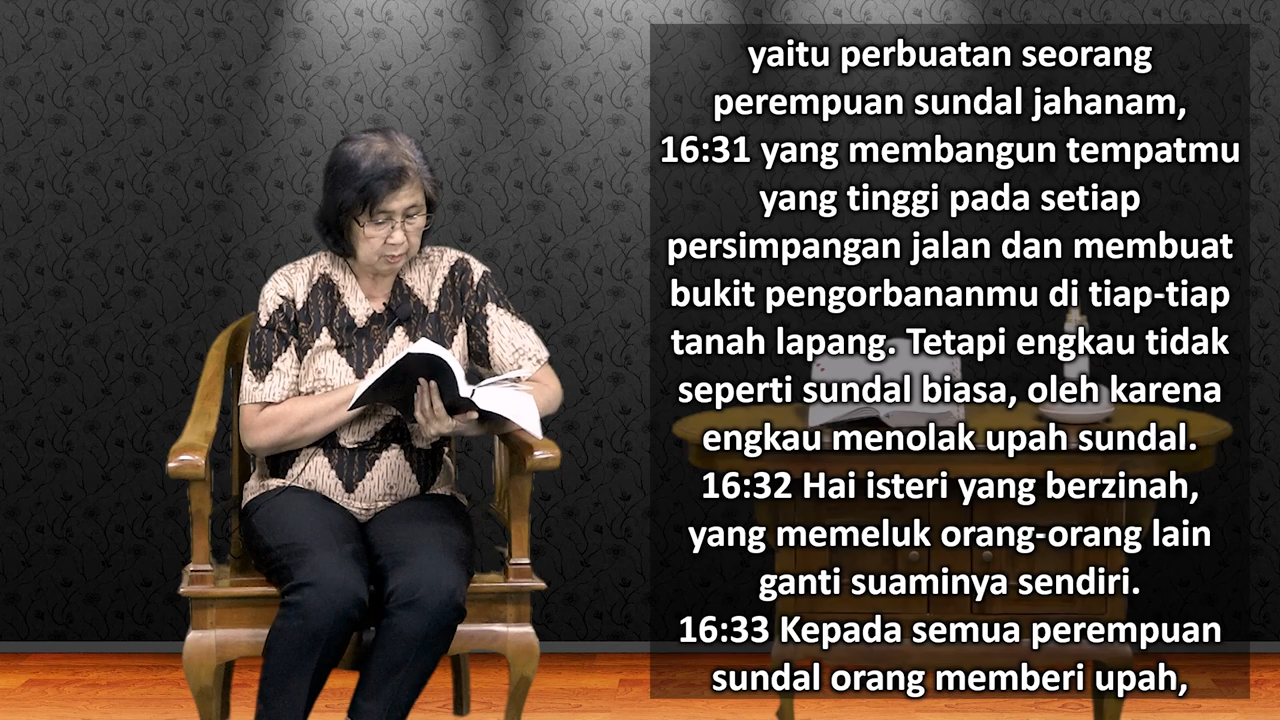 yaitu perbuatan seorang
perempuan sundal jahanam,
16:31 yang membangun tempatmu
yang tinggi pada setiap
persimpangan jalan dan membuat
bukit pengorbananmu di tiap-tiap
tanah lapang. Tetapi engkau tidak
seperti sundal biasa, oleh karena
engkau menolak upah sundal.
16:32 Hai isteri yang berzinah,
yang memeluk orang-orang lain
ganti suaminya sendiri.
16:33 Kepada semua perempuan
sundal orang memberi upah,